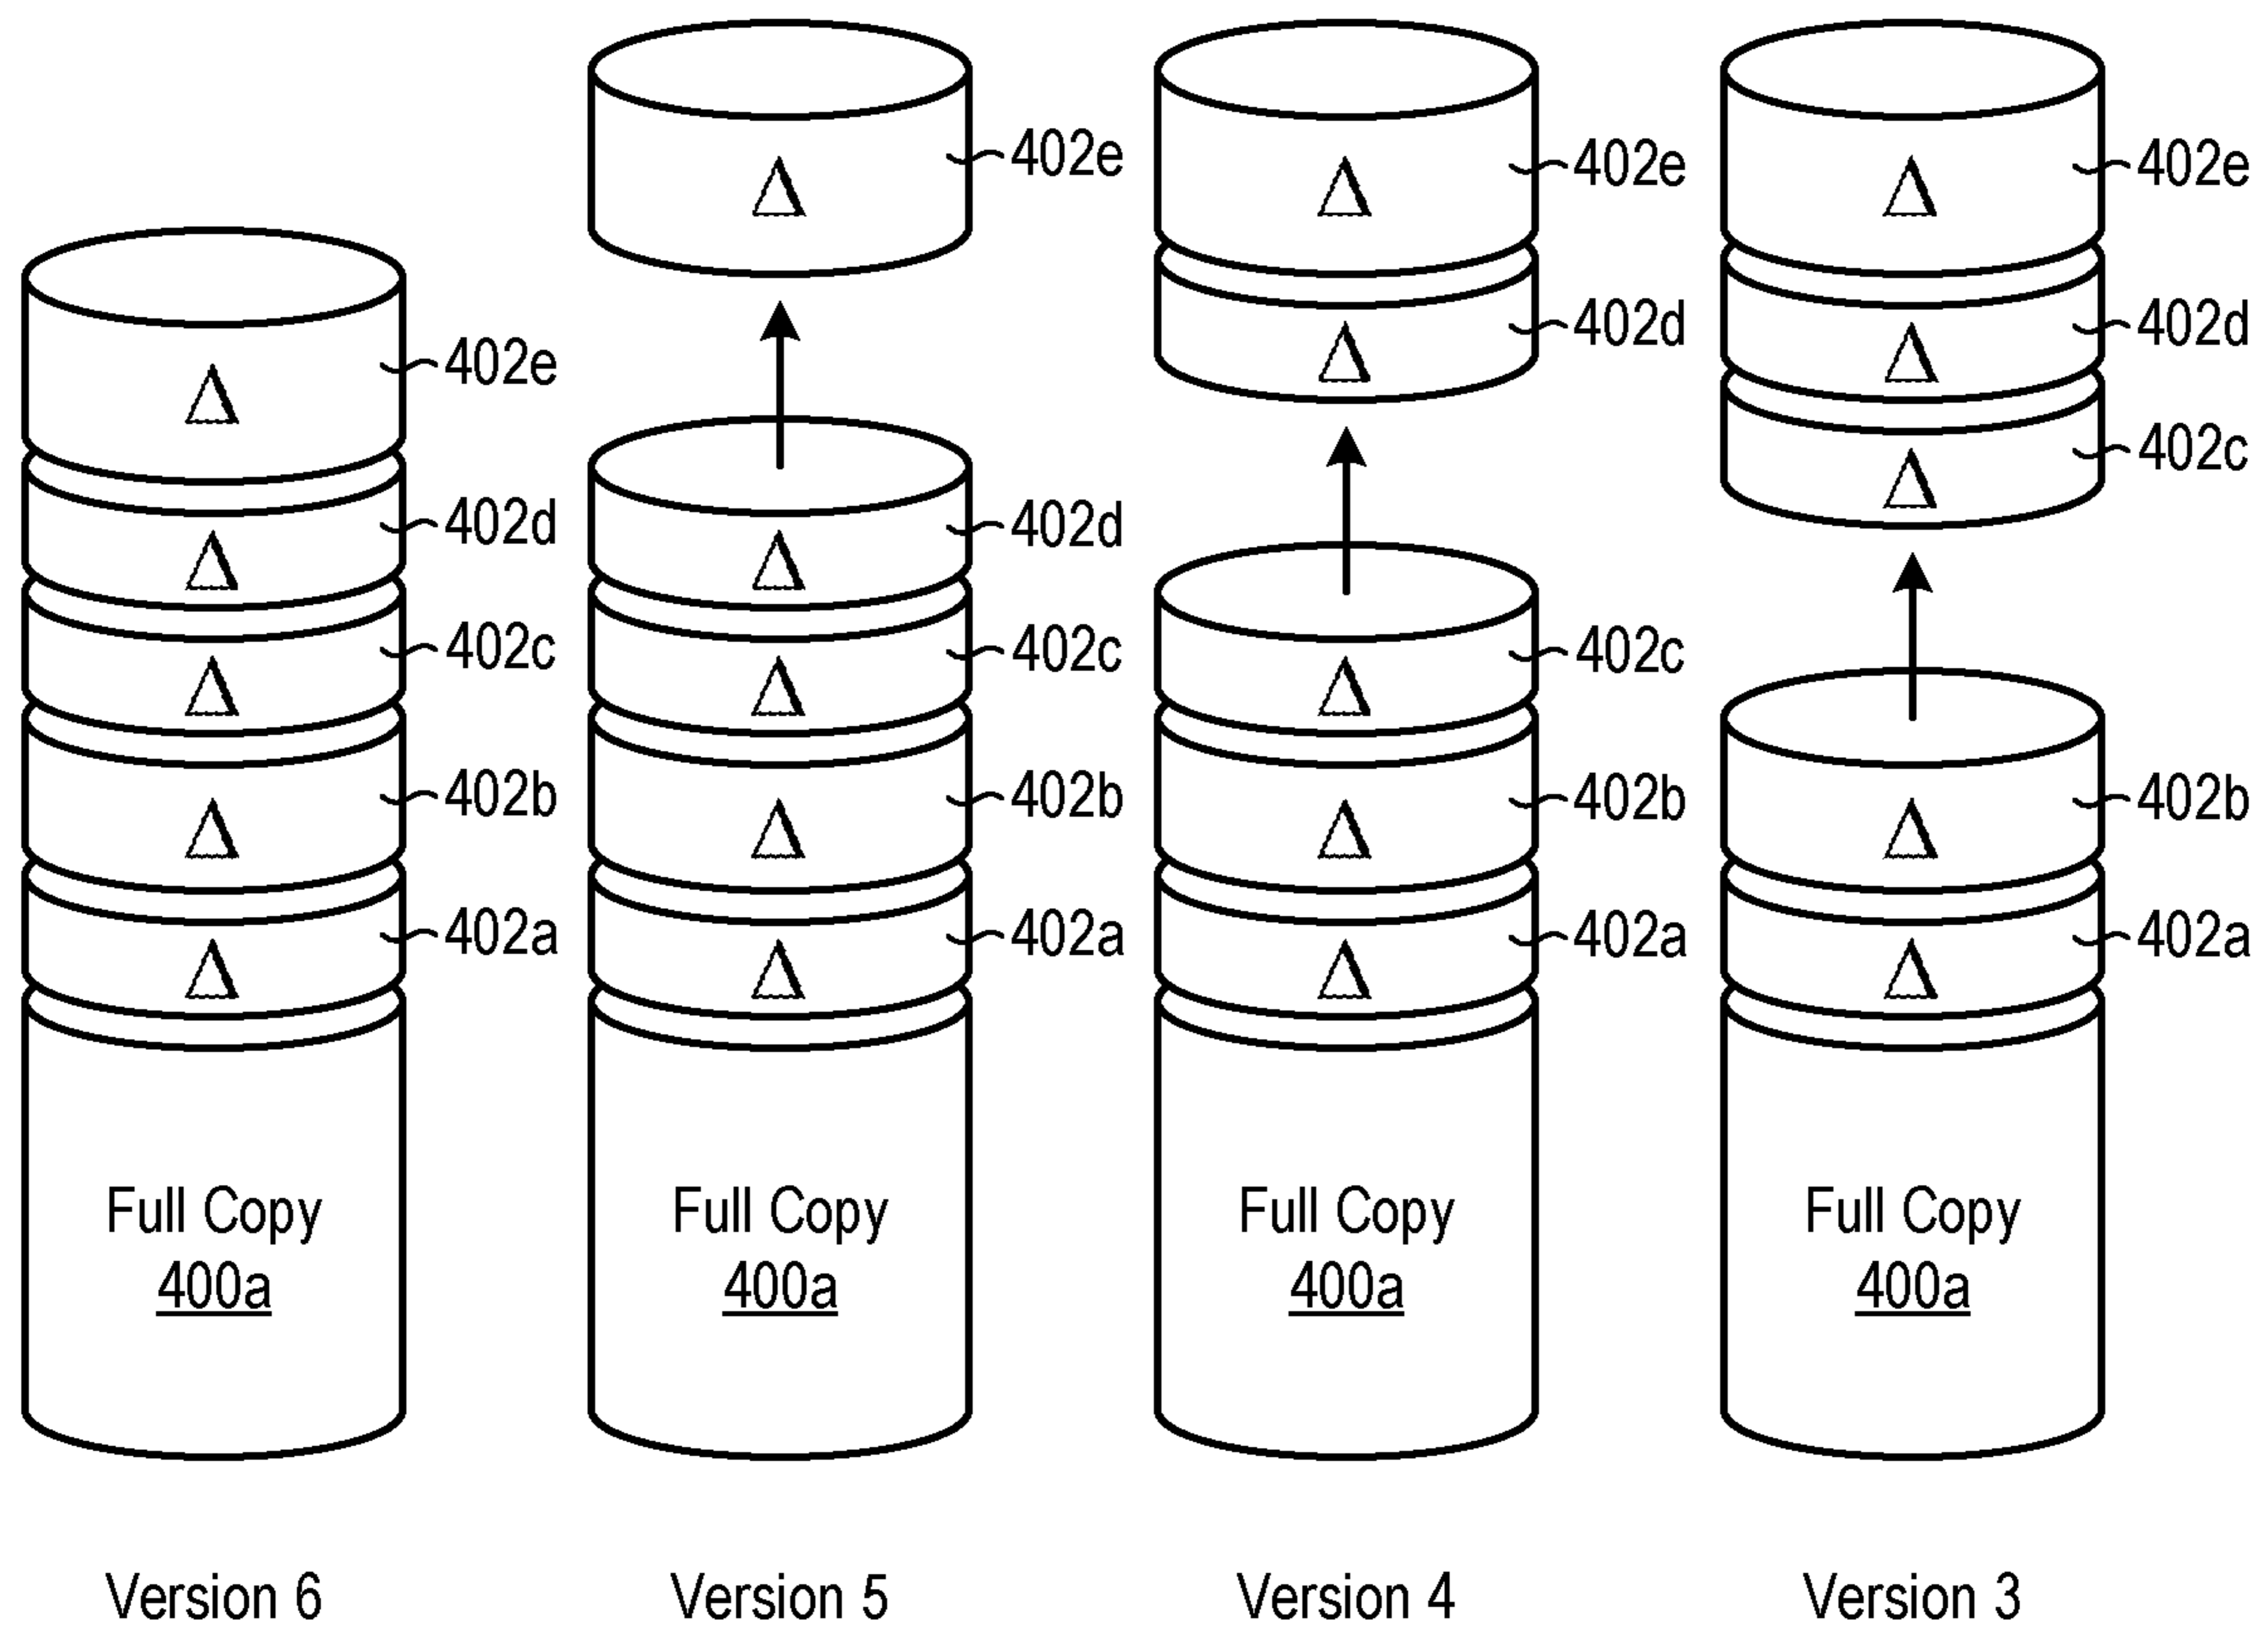 402e
Δ
402d
Δ
402c
Δ
402b
Δ
402a
Δ
Full Copy
400a
Version 6
402e
Δ
402d
Δ
402c
Δ
402b
Δ
402a
Δ
Full Copy
400a
Version 5
402e
Δ
402d
Δ
402c
Δ
402b
Δ
402a
Δ
Full Copy
400a
Version 4
402e
Δ
402d
Δ
402c
Δ
402b
Δ
402a
Δ
Full Copy
400a
Version 3